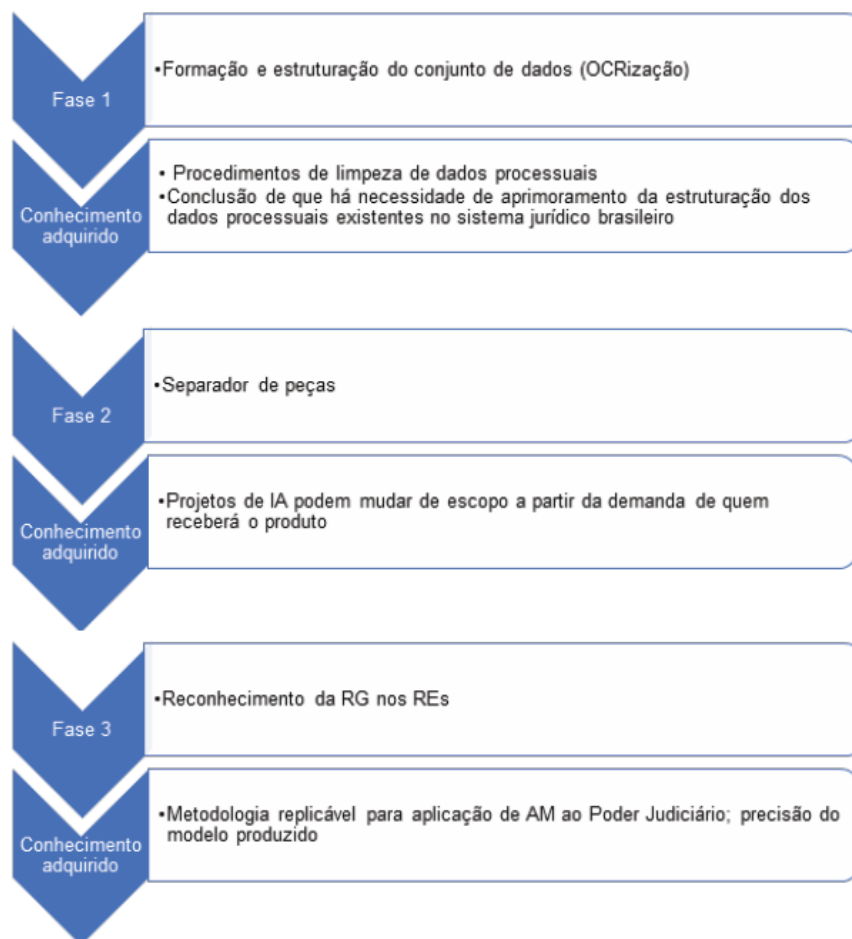 Fase 1
•Formação e estruturação do conjunto de dados (OCRização)
Conhecimento
adquirido
• Procedimentos de limpeza de dados processuais
•Conclusão de que há necessidade de aprimoramento da estruturação dos
dados processuais existentes no sistema jurídico brasileiro
Fase 2
•Separador de peças
Conhecimento
adquirido
•Projetos de IA podem mudar de escopo a partir da demanda de quem
receberá o produto
Fase 3
•Reconhecimento da RG nos REs
Conhecimento
adquirido
•Metodologia replicável para aplicação de AM ao Poder Judiciário; precisão do
modelo produzido